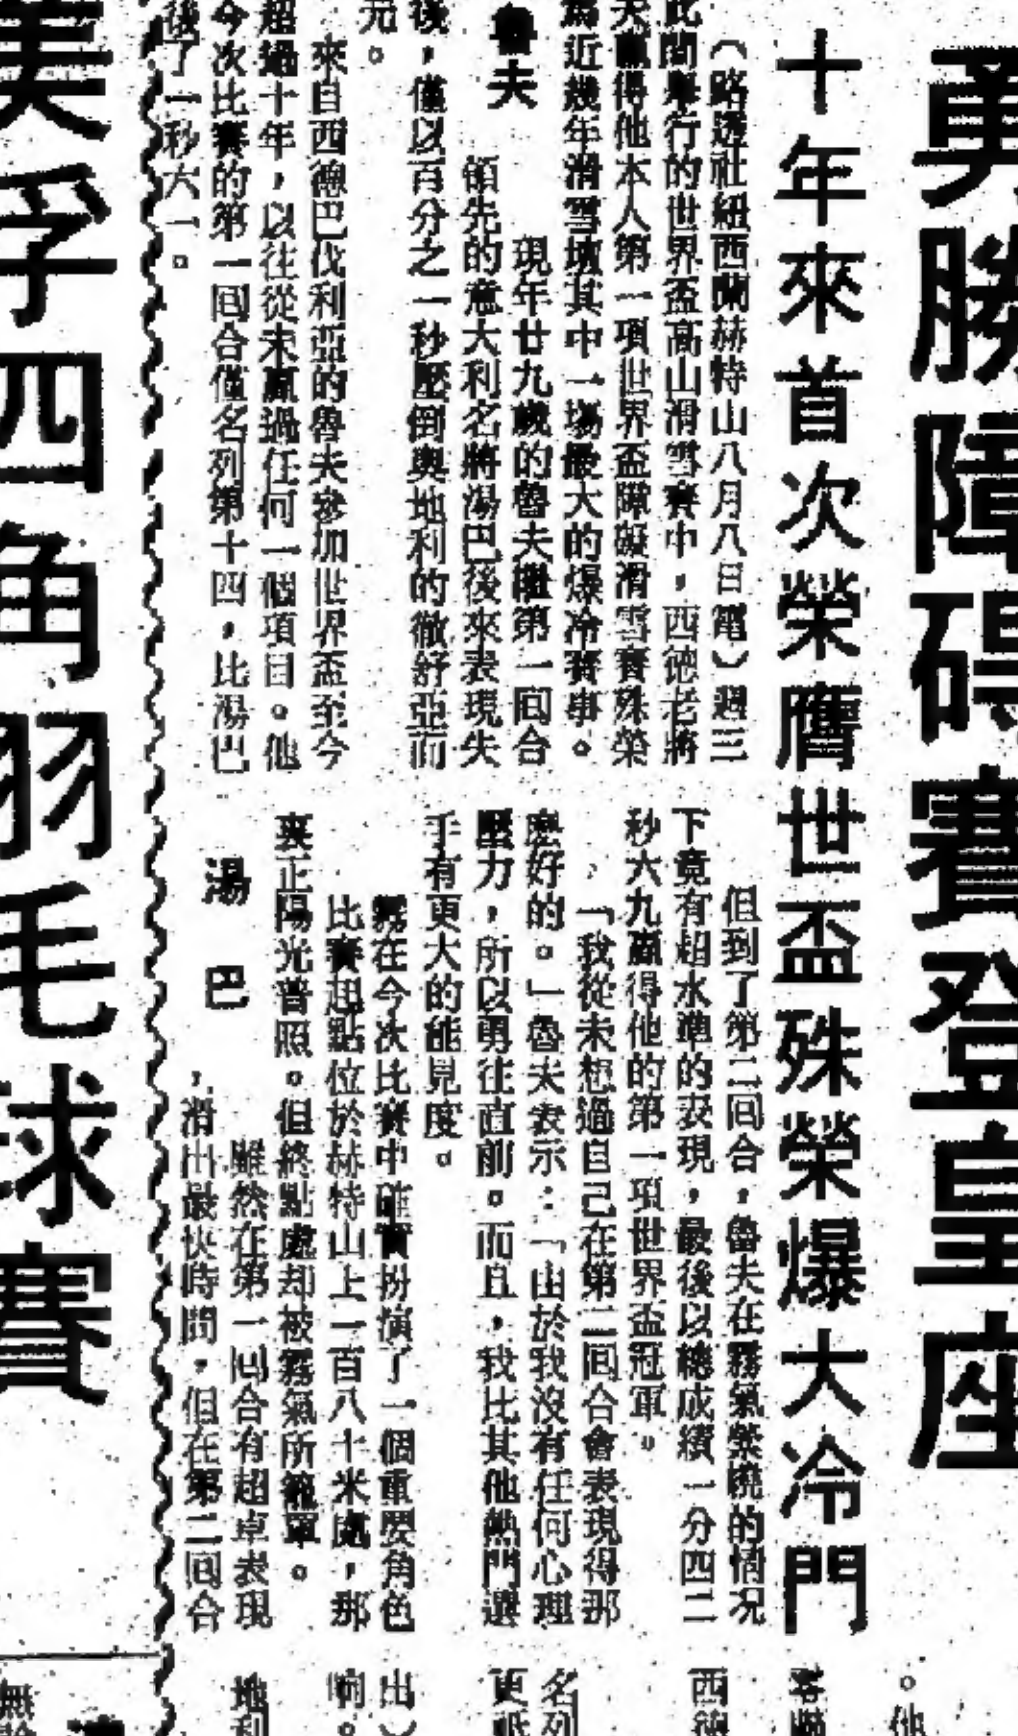 勇勝障碍賽登皇座
十年來首次榮膺世盃殊榮爆大冷門
(路透社紐西蘭赫特山八月八日電)週三
此間舉行的世界盃高山滑雪賽中,西德老將
夫贏得他本人第一項世界盃障礙滑雪賽殊榮
為近幾年滑雪壇其中一場最大的爆冷賽事。
魯夫
現年廿九歲的魯夫繼第一回合
領先的意大利名將湯巴後來表現失
後,僅以百分之一秒壓倒奧地利的徹舒亞而
元。
來自西德巴伐利亞的魯夫參加世界盃至今
超過十年,以往從未贏過任何一個項目。他
今次比賽的第一回合僅名列第十四,比湯巴
後了一秒六一。
但到了第二回合,魯夫在霧氣縈繞的情况
下竟有超水準的表現,最後以總成績一分四二
秒六九贏得他的第一項世界盃冠軍。
「我從未想過自己在第二回合會表現得那
麼好的。」魯夫表示:「由於我沒有任何心理
壓力,所以勇往直前。而且,我比其他熱門選
手有更大的能見度。
霧在今次比賽中確實扮演了一個重要角色
比賽起點位於赫特山上一百八十米處,那
裏正陽光普照。但終點處却被霧氣所籠罩。
湯巴
雖然在第一回合有超卓表現
,滑出最快時間,但在第二回合
美孚四角羽毛球賽
。他
西德
名列
更
出
响。
地利
無